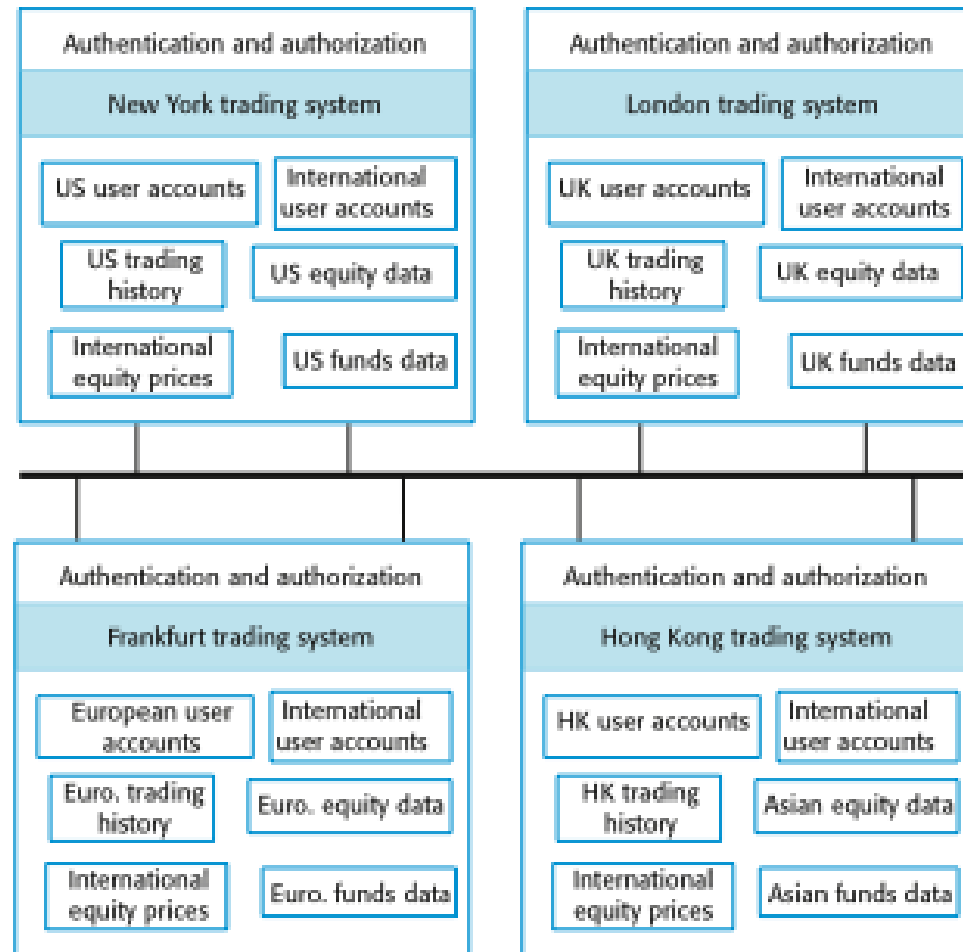 Authentication and authorization
New York trading system
US user accounts
International
user accounts
US trading
history
US equity data
International
equity prices
US funds data
Authentication and authorization
London trading system
UK user accounts
International
user accounts
UK trading
history
UK equity data
International
equity prices
UK funds data
Authentication and authorization
Frankfurt trading system
European user
accounts
International
user accounts
Euro. trading
history
Euro. equity data
International
equity prices
Euro. funds data
Authentication and authorization
Hong Kong trading system
HK user accounts
International
user accounts
HK trading
history
Asian equity data
International
equity prices
Asian funds data